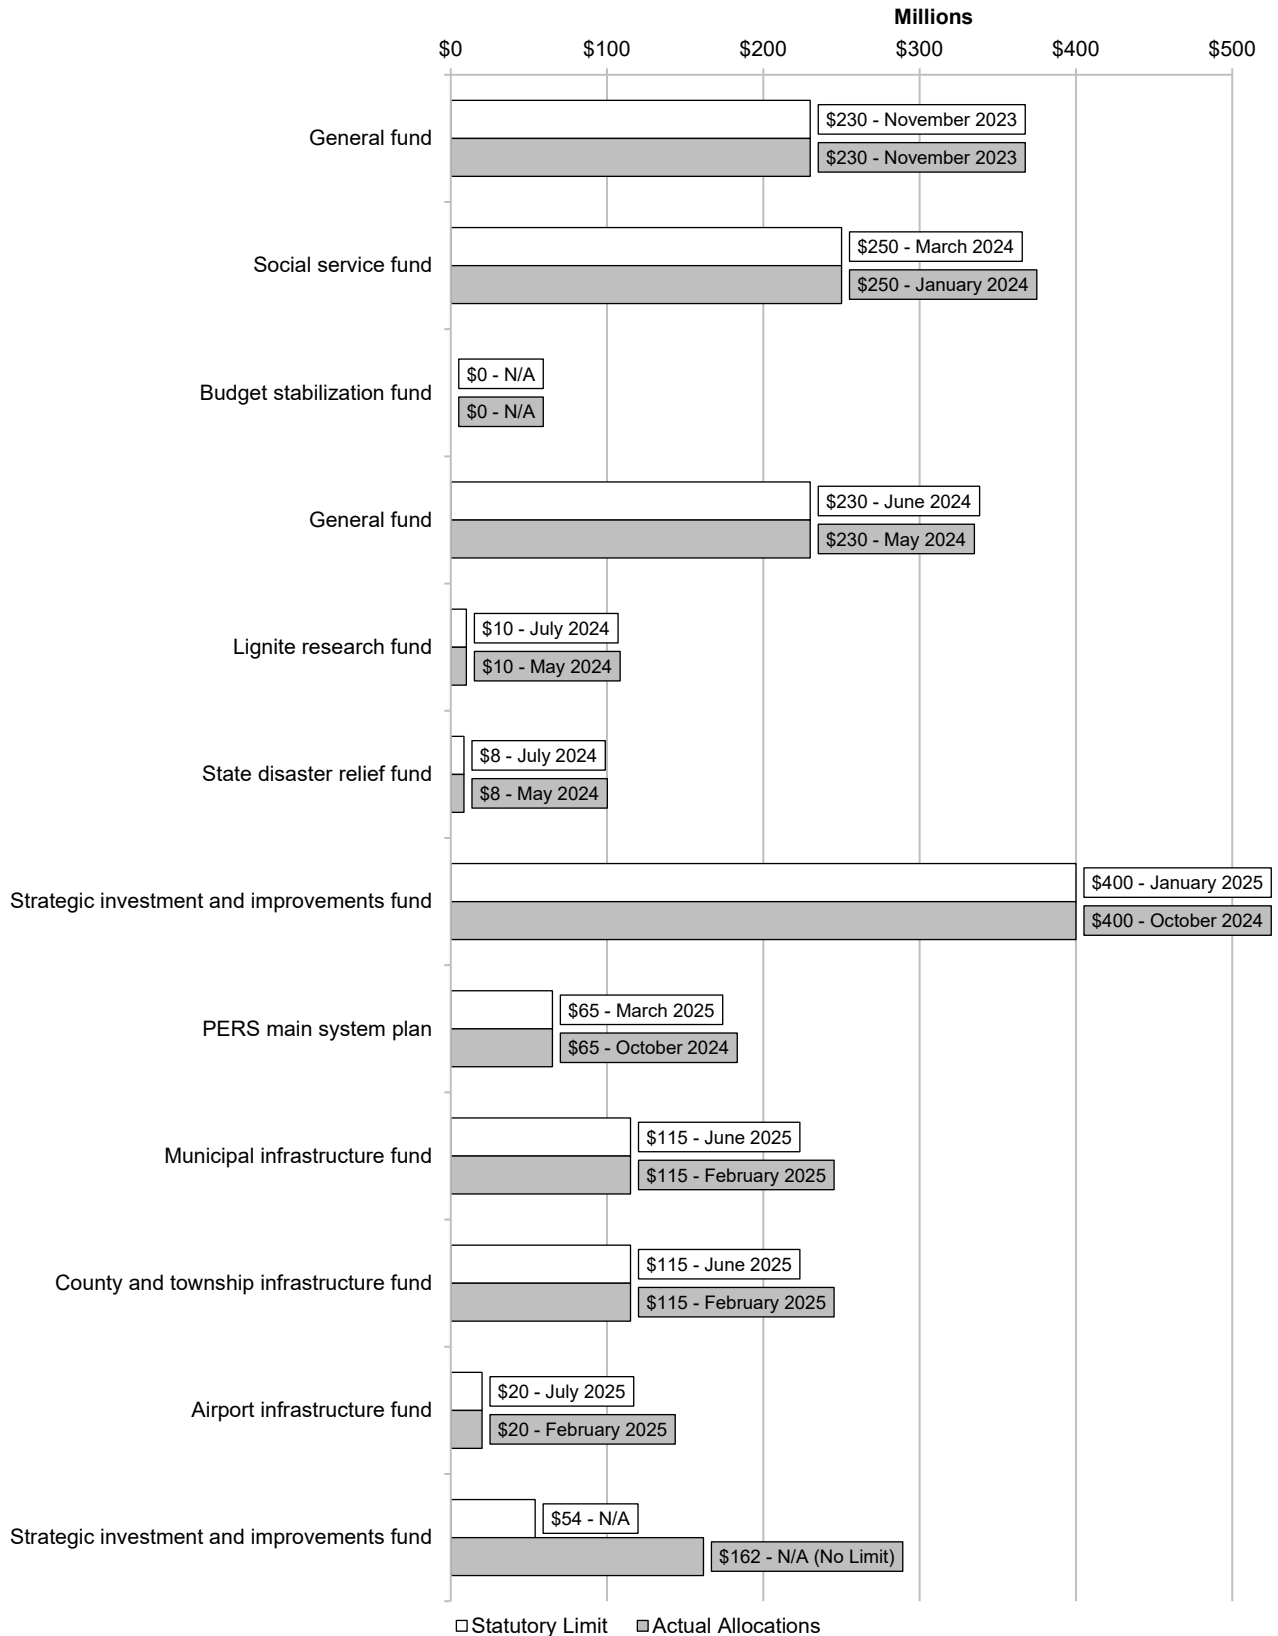 Millions
$0 $100 $200 $300 $400 $500
General fund
$230 - November 2023
$230 - November 2023
Social service fund
$250 - March 2024
$250 - January 2024
Budget stabilization fund
$0 - N/A
$0 - N/A
General fund
$230 - June 2024
$230 - May 2024
Lignite research fund
$10 - July 2024
$10 - May 2024
State disaster relief fund
$8 - July 2024
$8 - May 2024
Strategic investment and improvements fund
$400 - January 2025
$400 - October 2024
PERS main system plan
$65 - March 2025
$65 - October 2024
Municipal infrastructure fund
$115 - June 2025
$115 - February 2025
County and township infrastructure fund
$115 - June 2025
$115 - February 2025
Airport infrastructure fund
$20 - July 2025
$20 - February 2025
Strategic investment and improvements fund
$54 - N/A
$162 - N/A (No Limit)
Statutory Limit Actual Allocations